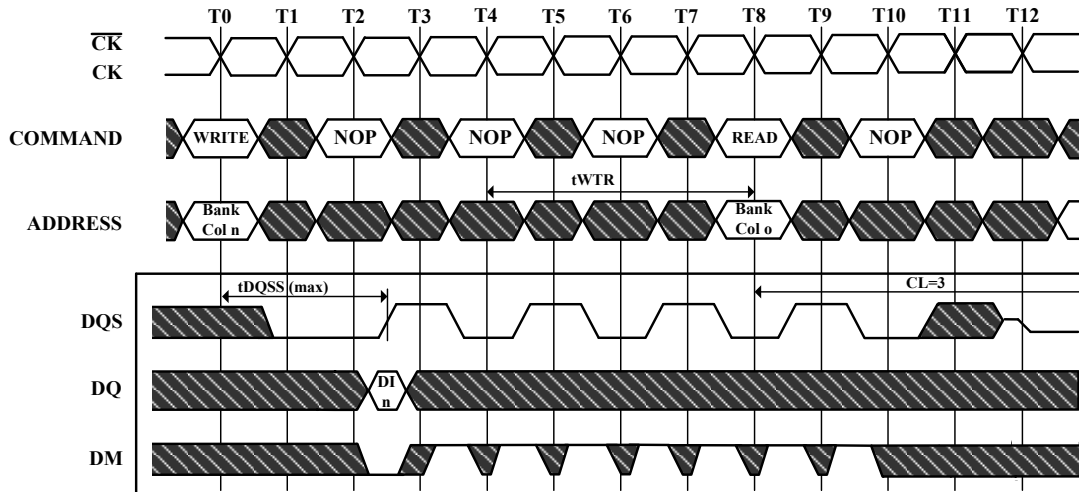 T0 T1 T2 T3 T4 T5 T6 T7 T8 T9 T10 T11 T12
CK
CK
COMMAND WRITE NOP NOP NOP READ NOP
tWTR
ADDRESS Bank Col n Bank Col o
tDQSS (max) CL=3
DQS
DQ DI n
DM